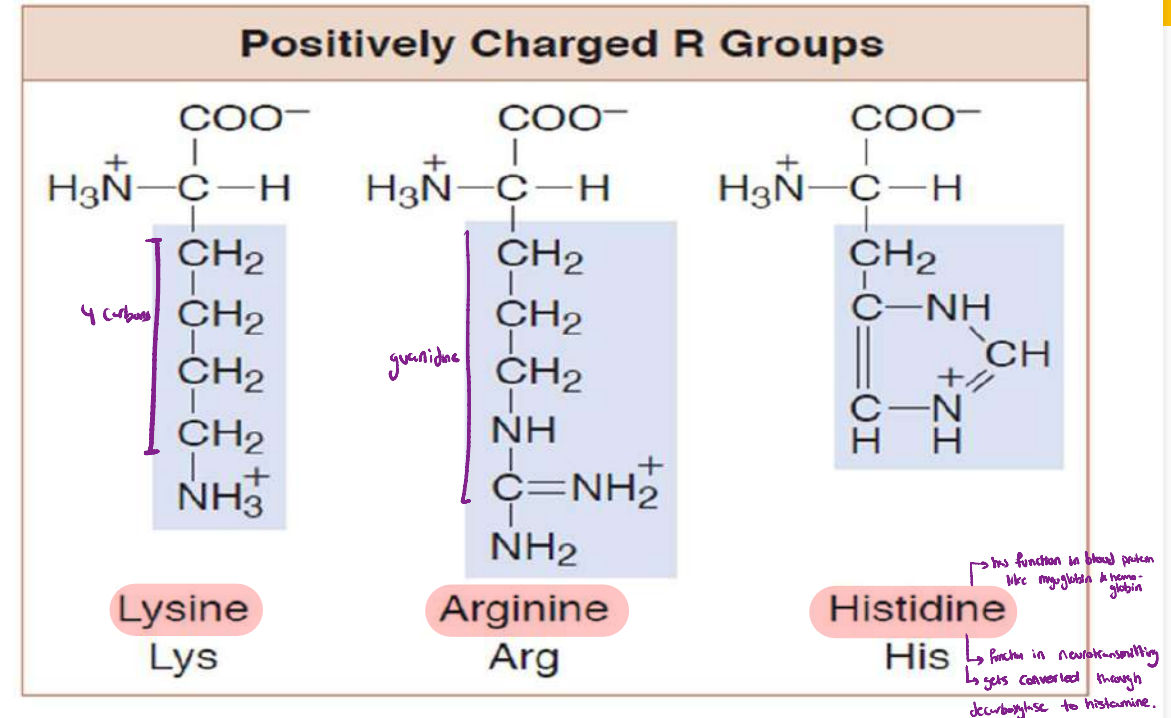 Positively Charged R Groups
COO− COO− COO−
H3N+—C—H H3N+—C—H H3N+—C—H
CH2 CH2 CH2
4 carbons
CH2 CH2 C—NH
guanidine
CH2 CH2 CH
CH2 NH C—N+
H H
NH3+ C=NH2+
NH2
→ has function in blood protein
like myoglobin & hemo-
globin
Lysine Arginine Histidine
Lys Arg His
↳ function in neurotransmitting
↳ gets converted through
decarboxylase to histamine.